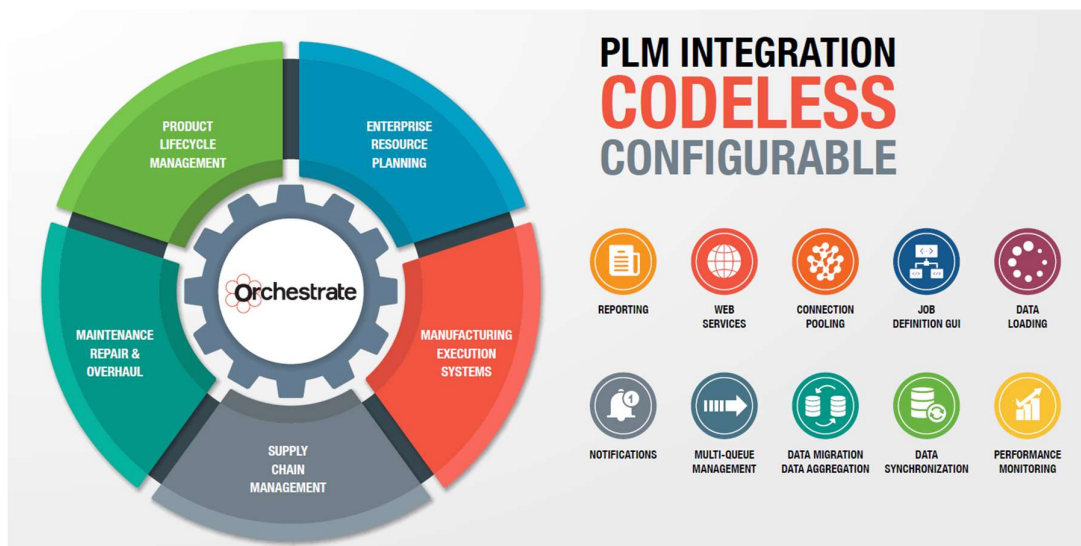 PRODUCT
LIFECYCLE
MANAGEMENT
ENTERPRISE
RESOURCE
PLANNING
MAINTENANCE
REPAIR &
OVERHAUL
Orchestrate
MANUFACTURING
EXECUTION
SYSTEMS
SUPPLY
CHAIN
MANAGEMENT
PLM INTEGRATION
CODELESS
CONFIGURABLE
REPORTING
WEB
SERVICES
CONNECTION
POOLING
JOB
DEFINITION GUI
DATA
LOADING
1
NOTIFICATIONS
MULTI-QUEUE
MANAGEMENT
DATA MIGRATION
DATA AGGREGATION
DATA
SYNCHRONIZATION
PERFORMANCE
MONITORING